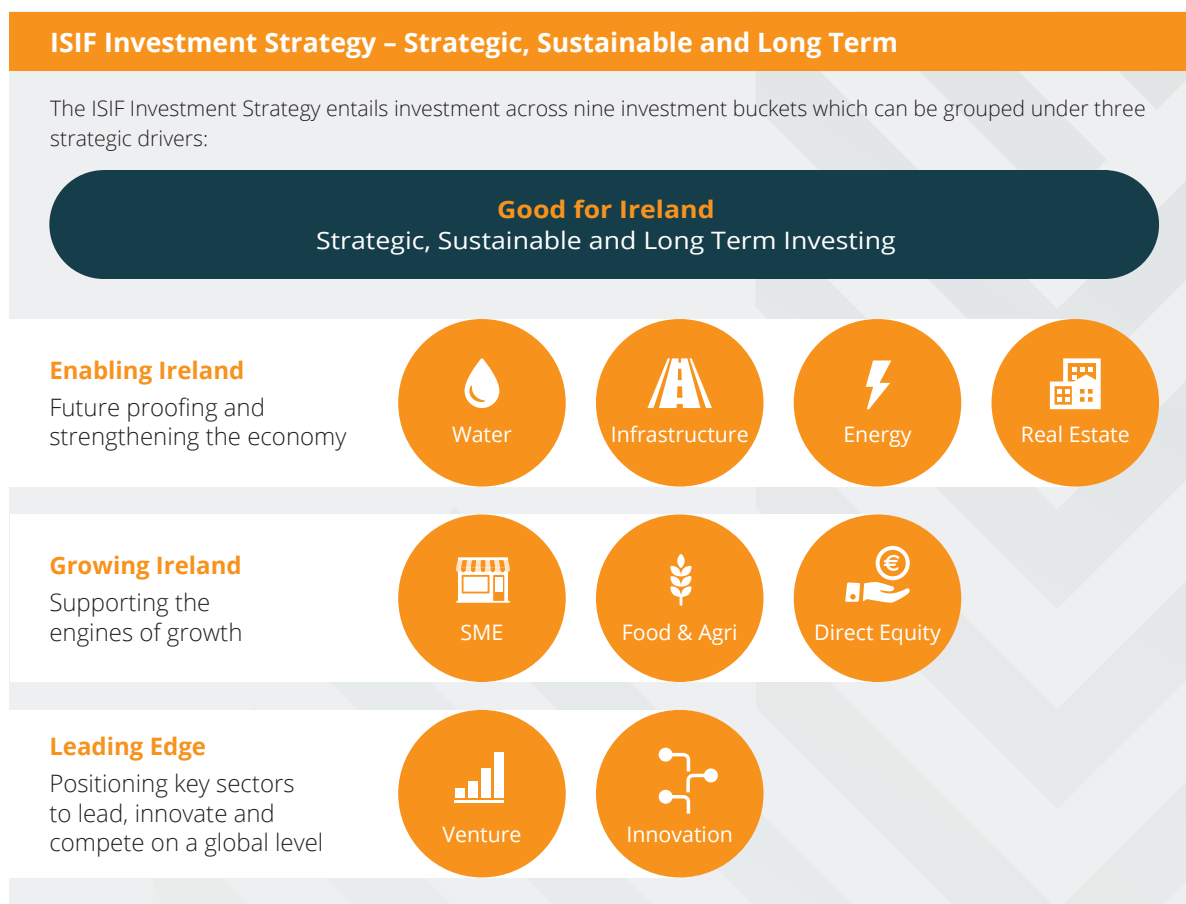 ISIF Investment Strategy – Strategic, Sustainable and Long Term
The ISIF Investment Strategy entails investment across nine investment buckets which can be grouped under three
strategic drivers:
Good for Ireland
Strategic, Sustainable and Long Term Investing
Enabling Ireland
Future proofing and
strengthening the economy
Water
Infrastructure
Energy
Real Estate
Growing Ireland
Supporting the
engines of growth
SME
Food & Agri
€
Direct Equity
Leading Edge
Positioning key sectors
to lead, innovate and
compete on a global level
Venture
Innovation